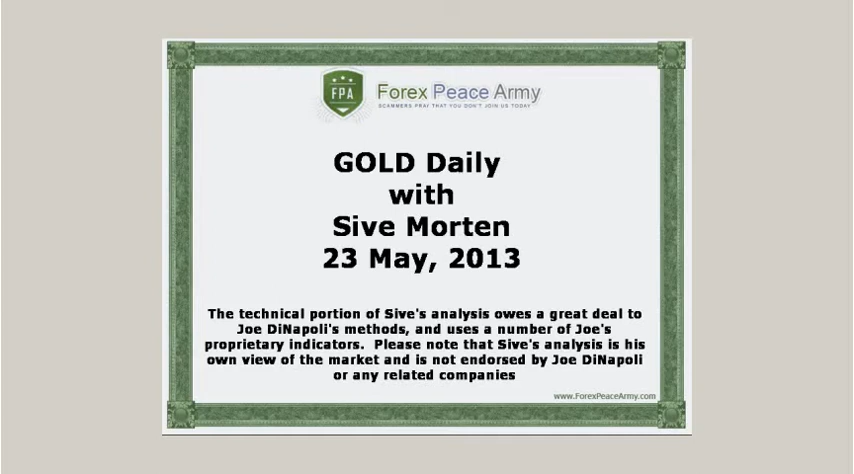 FPA
Forex Peace Army
SCAMMERS PRAY THAT YOU DON'T JOIN US TODAY
GOLD Daily
with
Sive Morten
23 May, 2013
The technical portion of Sive's analysis owes a great deal to
Joe DiNapoli's methods, and uses a number of Joe's
proprietary indicators. Please note that Sive's analysis is his
own view of the market and is not endorsed by Joe DiNapoli
or any related companies
www.ForexPeaceArmy.com